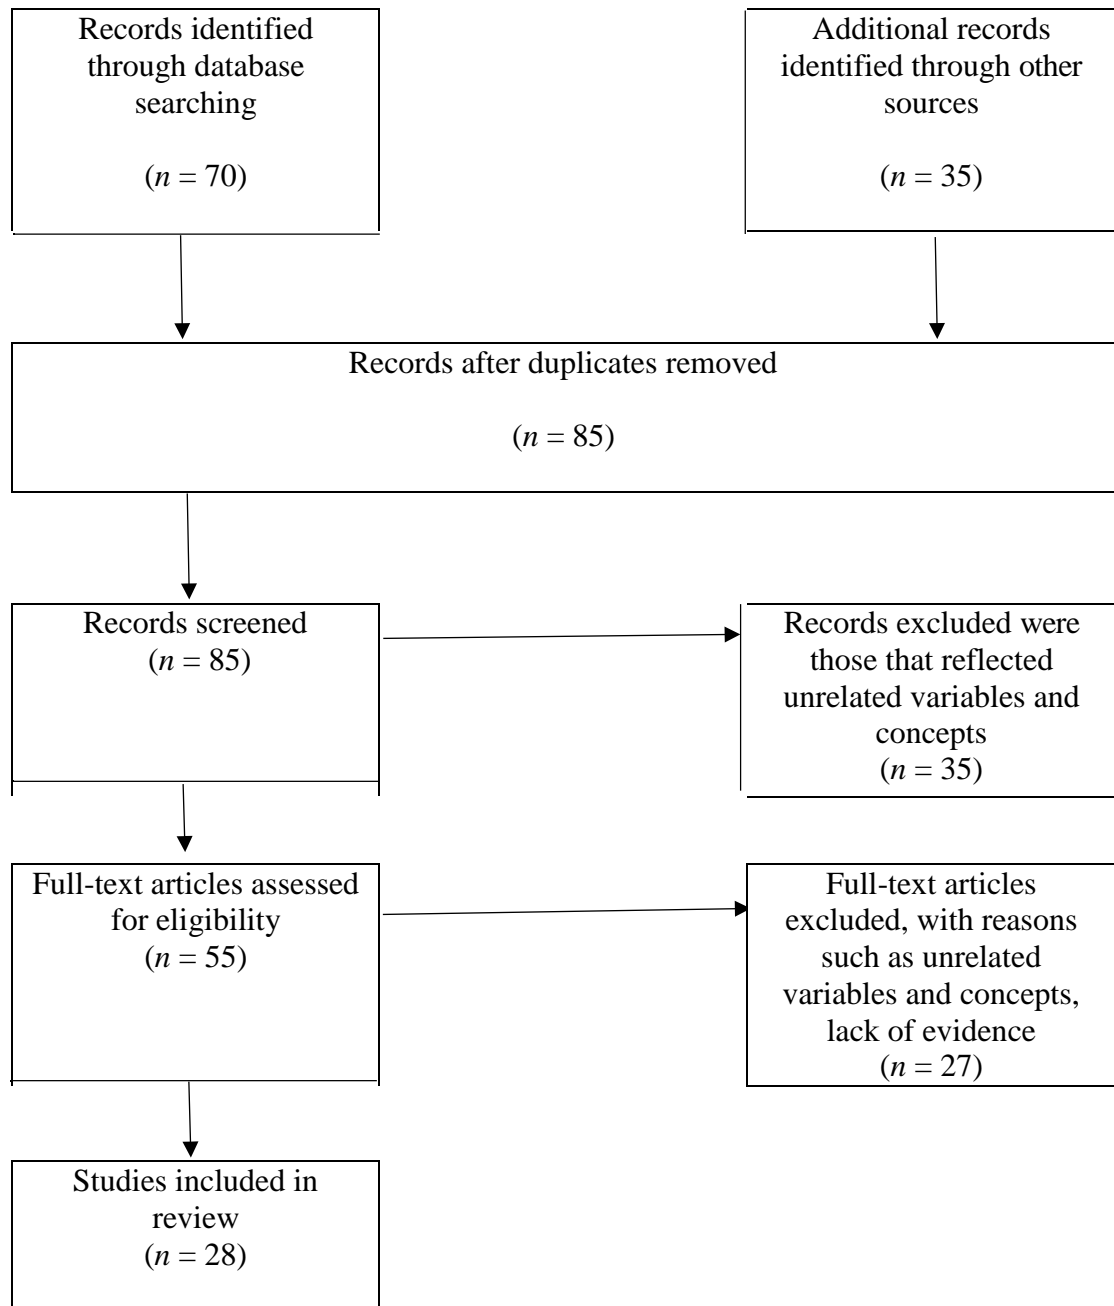 Records identified
through database
searching
(n = 70)
Additional records
identified through other
sources
(n = 35)
Records after duplicates removed
(n = 85)
Records screened
(n = 85)
Records excluded were
those that reflected
unrelated variables and
concepts
(n = 35)
Full-text articles assessed
for eligibility
(n = 55)
Full-text articles
excluded, with reasons
such as unrelated
variables and concepts,
lack of evidence
(n = 27)
Studies included in
review
(n = 28)